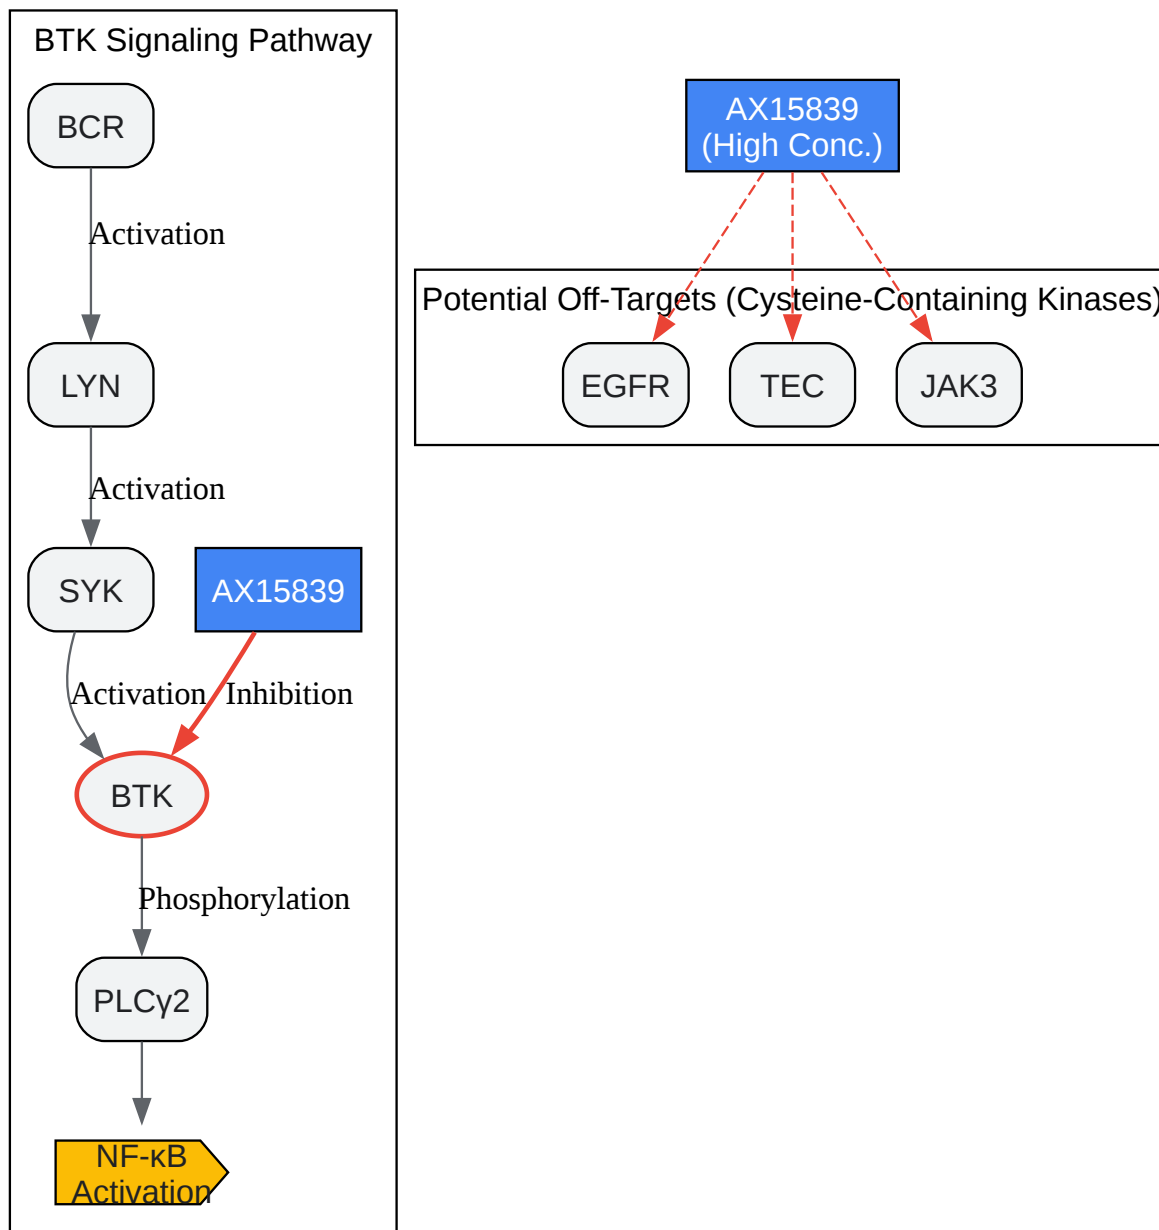 BTK Signaling Pathway
BCR
Activation
LYN
Activation
SYK
AX15839
Activation
Inhibition
BTK
Phosphorylation
PLCγ2
NF-κB
Activation
AX15839
(High Conc.)
Potential Off-Targets (Cysteine-Containing Kinases)
EGFR
TEC
JAK3